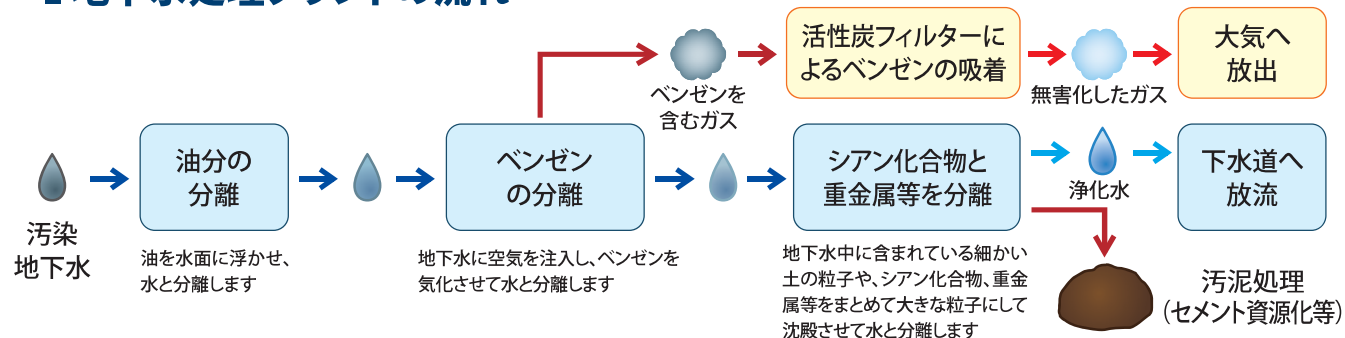 ベンゼンを
含むガス
活性炭フィルターに
よるベンゼンの吸着
無害化したガス
大気へ
放出
汚染
地下水
油分の
分離
油を水面に浮かせ、
水と分離します
ベンゼン
の分離
地下水に空気を注入し、ベンゼンを
気化させて水と分離します
シアン化合物と
重金属等を分離
地下水中に含まれている細かい
土の粒子や、シアン化合物、重金
属等をまとめて大きな粒子にして
沈殿させて水と分離します
浄化水
下水道へ
放流
汚泥処理
(セメント資源化等)